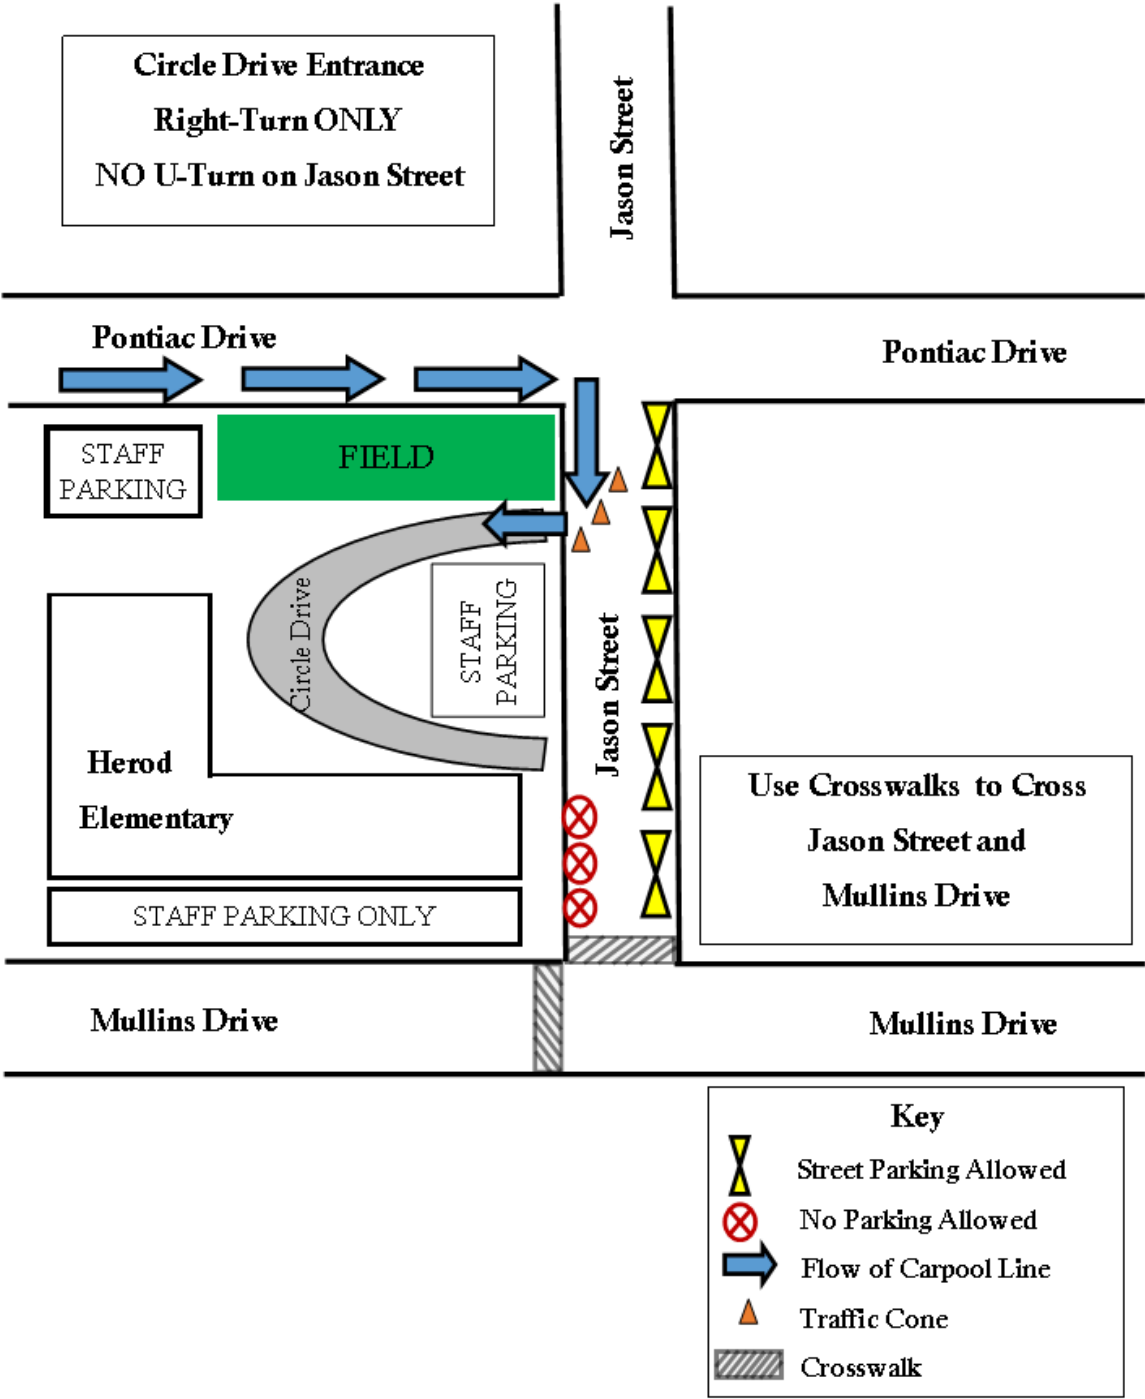 Circle Drive Entrance
Right-Turn ONLY
NO U-Turn on Jason Street
Jason Street
Pontiac Drive
Pontiac Drive
STAFF
PARKING
FIELD
Circle Drive
STAFF
PARKING
Jason Street
Herod
Elementary
STAFF PARKING ONLY
Use Crosswalks to Cross
Jason Street and
Mullins Drive
Mullins Drive
Mullins Drive
Key
Street Parking Allowed
No Parking Allowed
Flow of Carpool Line
Traffic Cone
Crosswalk